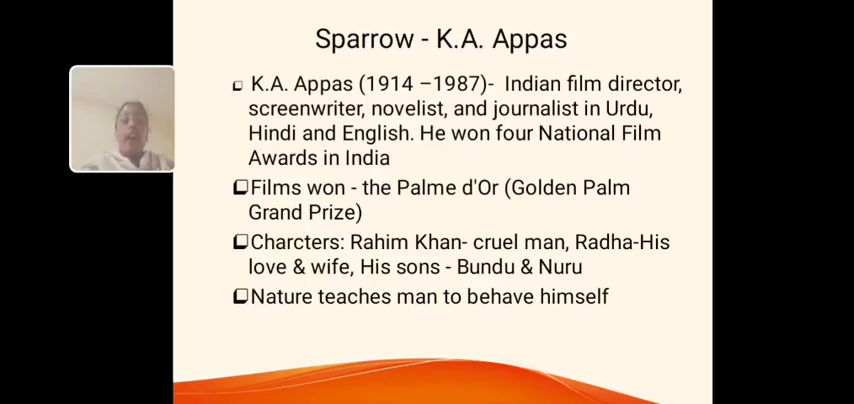 Sparrow - K.A. Appas
K.A. Appas (1914 –1987)- Indian film director,
screenwriter, novelist, and journalist in Urdu,
Hindi and English. He won four National Film
Awards in India
Films won - the Palme d'Or (Golden Palm
Grand Prize)
Charcters: Rahim Khan- cruel man, Radha-His
love & wife, His sons - Bundu & Nuru
Nature teaches man to behave himself